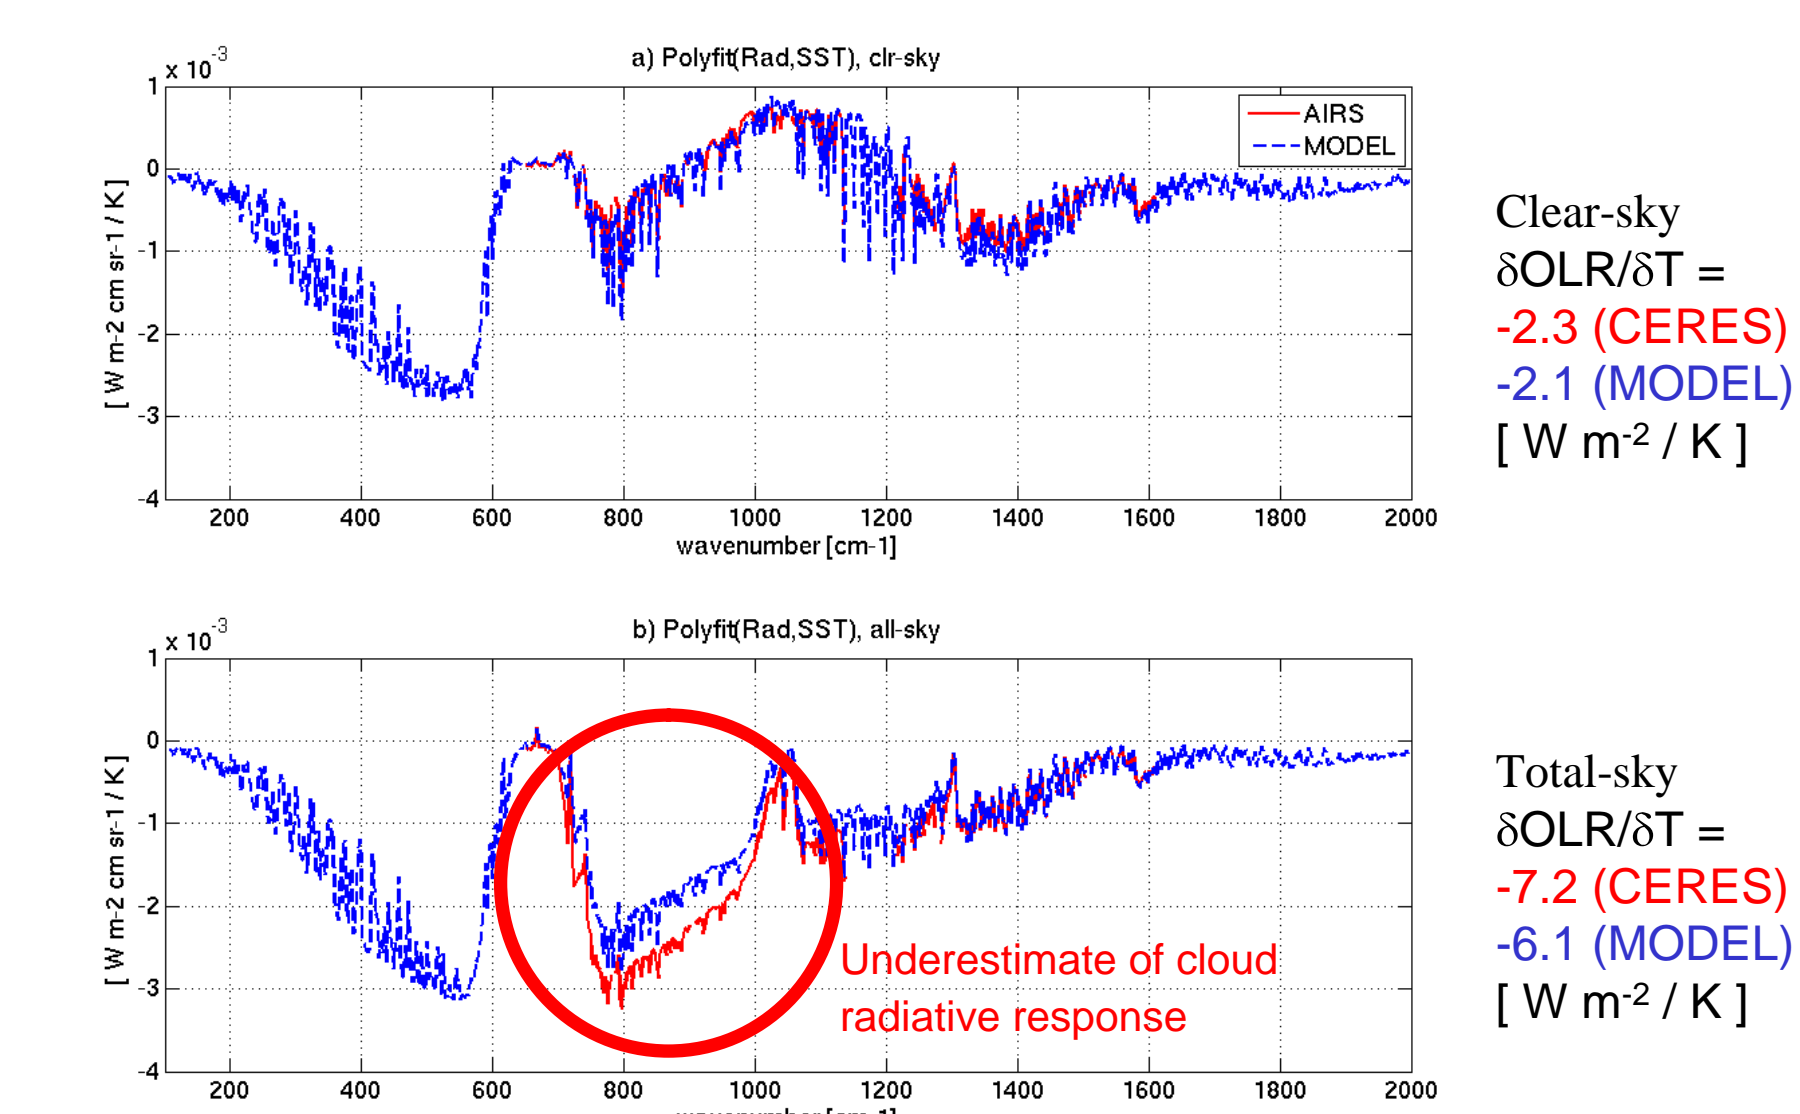 x 10-3
a) Polyfit(Rad,SST), clr-sky
1
0
-1
-2
-3
-4
[ W m-2 cm sr-1 / K]
AIRS
MODEL
200 400 600 800 1000 1200 1400 1600 1800 2000
wavenumber [cm-1]
Clear-sky
δOLR/δT =
-2.3 (CERES)
-2.1 (MODEL)
[ W m-2 / K ]
x 10-3
b) Polyfit(Rad,SST), all-sky
1
0
-1
-2
-3
-4
[ W m-2 cm sr-1 / K]
Underestimate of cloud
radiative response
200 400 600 800 1000 1200 1400 1600 1800 2000
wavenumber [cm-1]
Total-sky
δOLR/δT =
-7.2 (CERES)
-6.1 (MODEL)
[ W m-2 / K ]